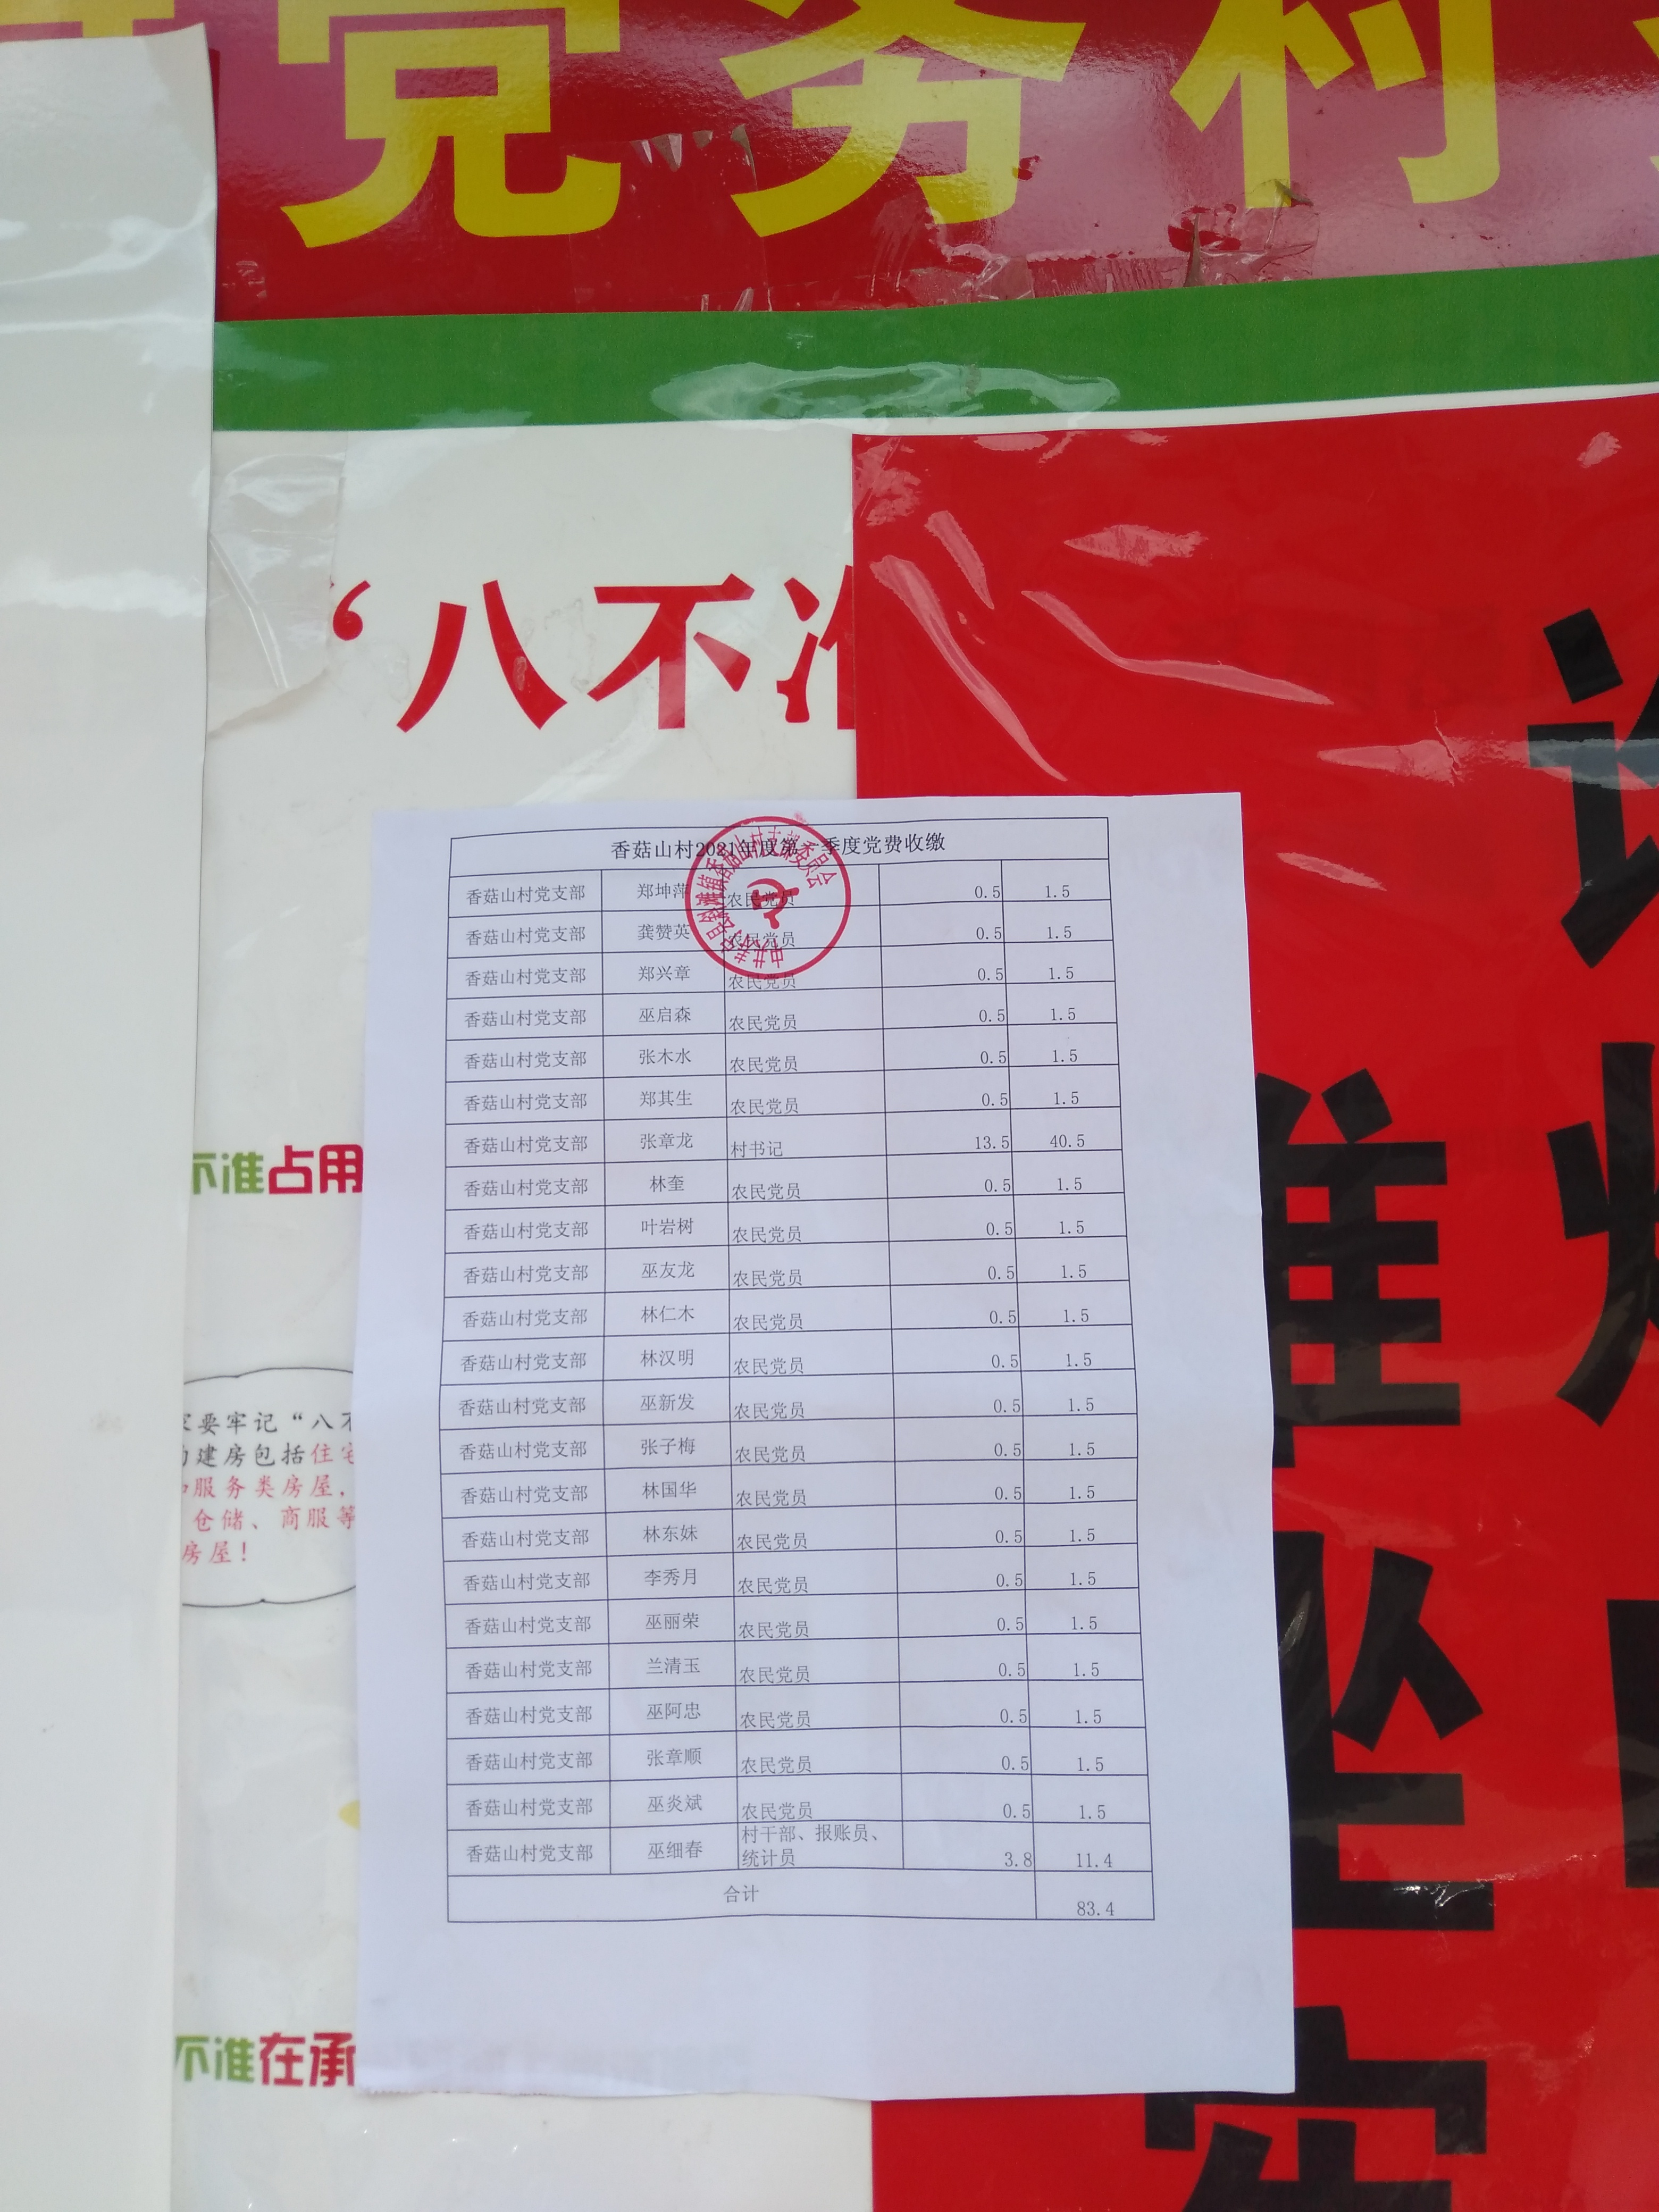 党务村
“八不准
香菇山村2021年度第二季度党费收缴
香菇山村党支部 郑坤萍 农民党员 0.5 1.5
香菇山村党支部 龚赞英 农民党员 0.5 1.5
香菇山村党支部 郑兴章 农民党员 0.5 1.5
香菇山村党支部 巫启森 农民党员 0.5 1.5
香菇山村党支部 张木水 农民党员 0.5 1.5
香菇山村党支部 郑其生 农民党员 0.5 1.5
香菇山村党支部 张章龙 村书记 13.5 40.5
香菇山村党支部 林奎 农民党员 0.5 1.5
香菇山村党支部 叶岩树 农民党员 0.5 1.5
香菇山村党支部 巫友龙 农民党员 0.5 1.5
香菇山村党支部 林仁木 农民党员 0.5 1.5
香菇山村党支部 林汉明 农民党员 0.5 1.5
香菇山村党支部 巫新发 农民党员 0.5 1.5
香菇山村党支部 张子梅 农民党员 0.5 1.5
香菇山村党支部 林国华 农民党员 0.5 1.5
香菇山村党支部 林东妹 农民党员 0.5 1.5
香菇山村党支部 李秀月 农民党员 0.5 1.5
香菇山村党支部 巫丽荣 农民党员 0.5 1.5
香菇山村党支部 兰清玉 农民党员 0.5 1.5
香菇山村党支部 巫阿忠 农民党员 0.5 1.5
香菇山村党支部 张章顺 农民党员 0.5 1.5
香菇山村党支部 巫炎斌 农民党员 0.5 1.5
香菇山村党支部 巫细春 村干部、报账员、
统计员 3.8 11.4
合计 83.4
不准占用
家要牢记“八不
建房包括住宅
服务类房屋，
仓储、商服等
房屋！
不准在承
准
坐